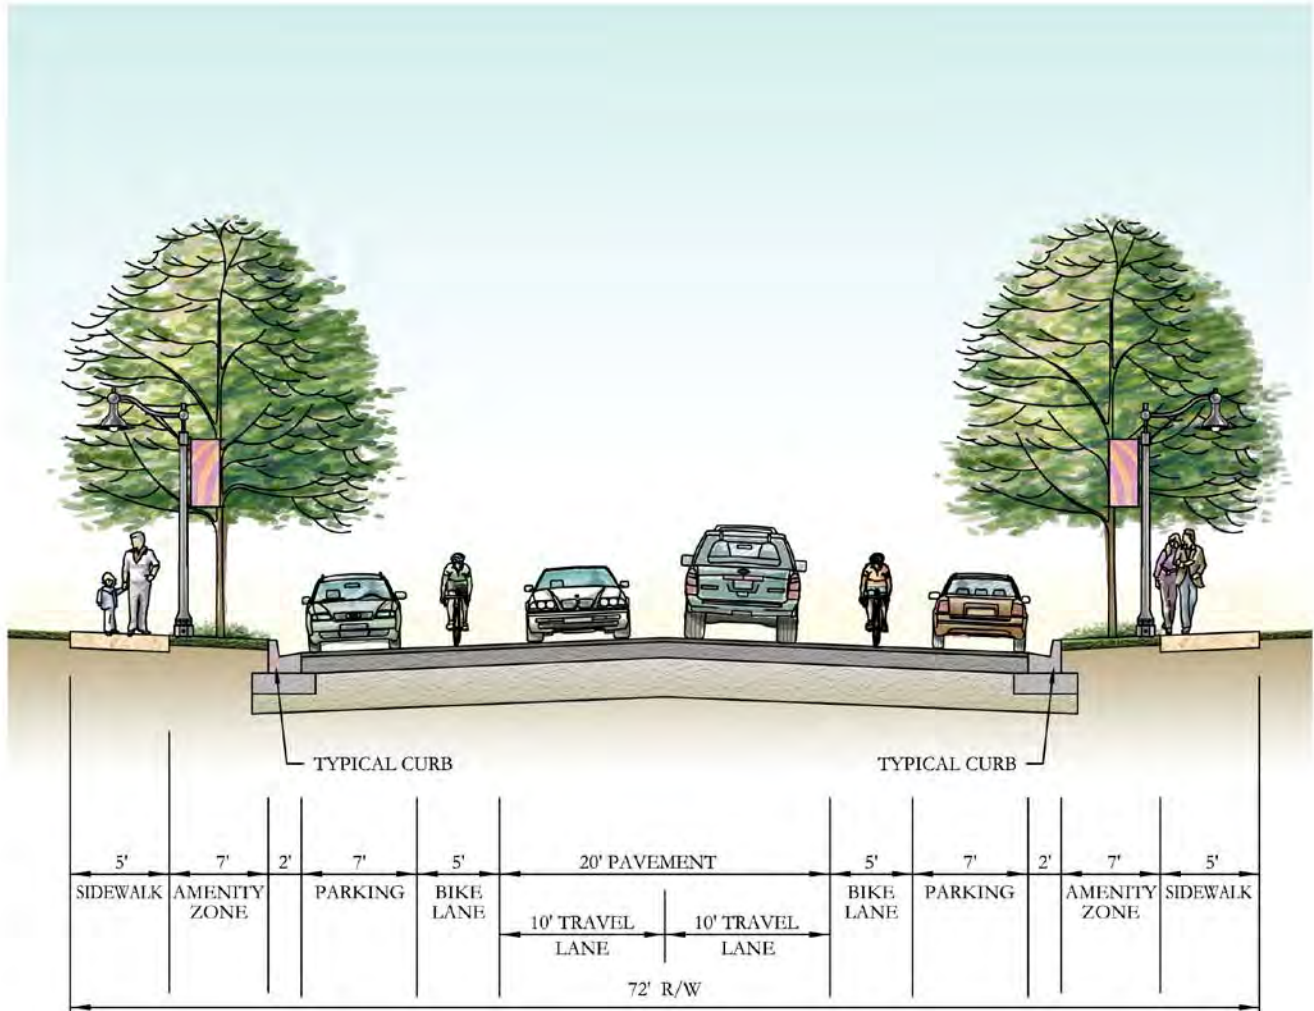 TYPICAL CURB
TYPICAL CURB
5' 7' 2' 7' 5' 20' PAVEMENT 5' 7' 2' 7' 5'
SIDEWALK AMENITY PARKING BIKE BIKE PARKING AMENITY SIDEWALK
ZONE LANE LANE ZONE
10' TRAVEL 10' TRAVEL
LANE LANE
72' R/W